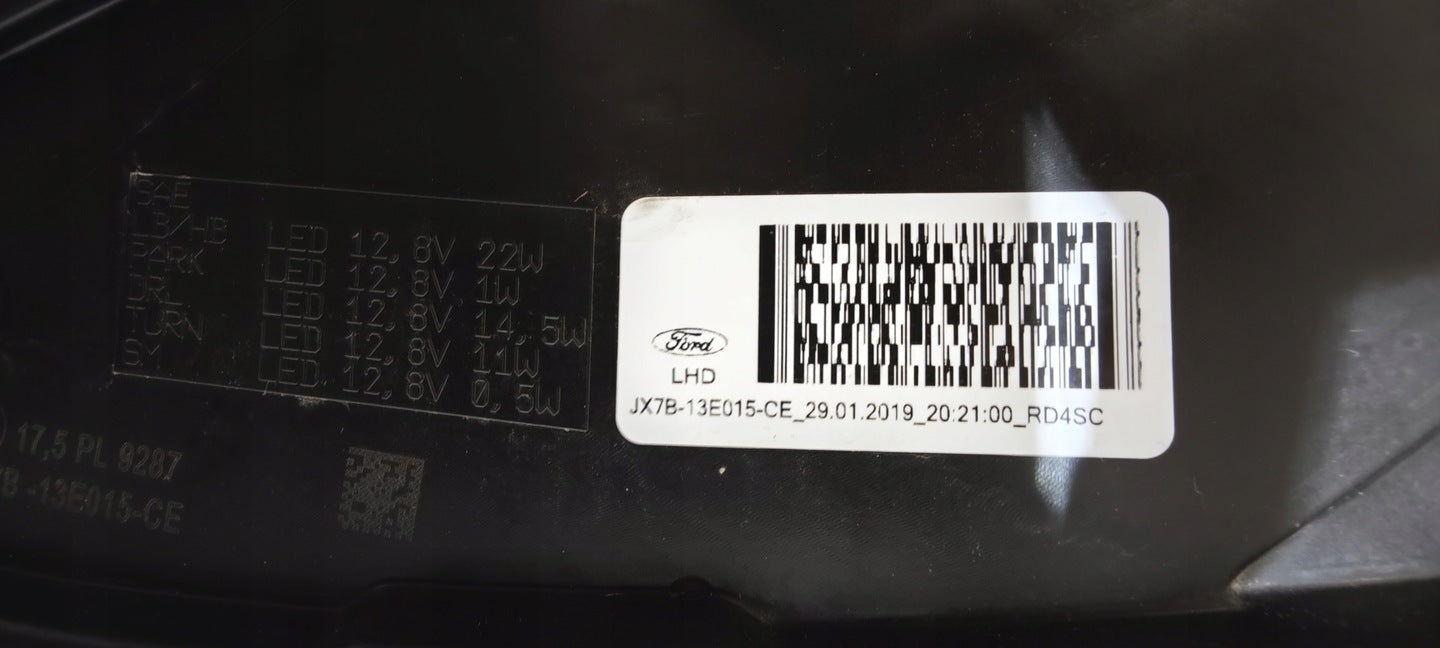 SAE
LB/HB LED 12,8V 22W
PARK LED 12,8V 1W
DRL LED 12,8V 14,5W
TURN LED 12,8V 11W
SM LED 12,8V 0,5W
17,5 PL 9287
7B-13E015-CE
Ford
LHD
JX7B-13E015-CE_29.01.2019_20:21:00_RD4SC